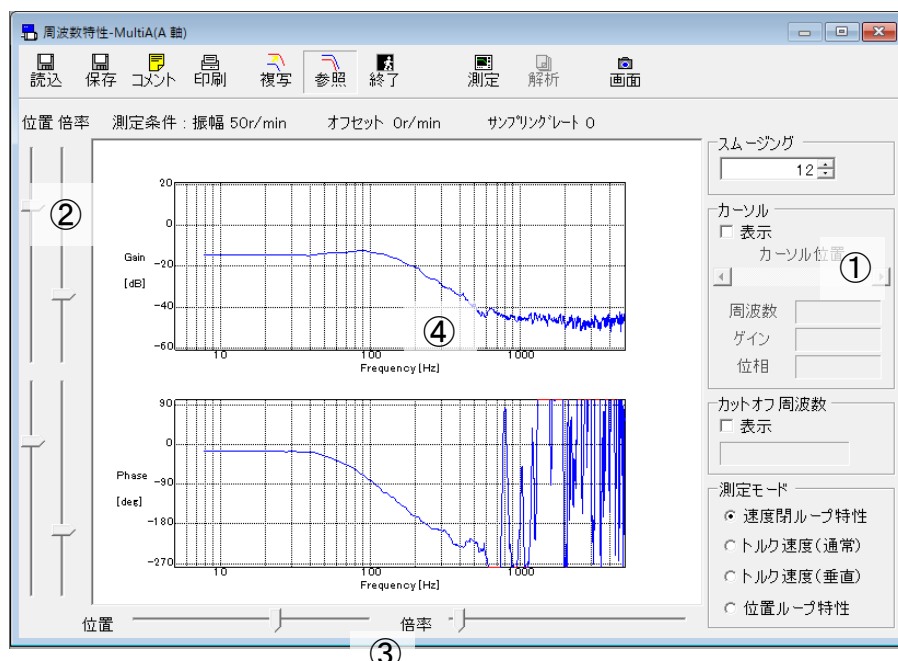 周波数特性-MultiA(A 軸)
読込 保存 コメント 印刷 複写 参照 終了 測定 解析 画面
位置 倍率 測定条件：振幅 50r/min オフセット 0r/min サンプリングレート 0
②
20
0
Gain
-20
[dB]
-40
-60
10 100 1000
Frequency[Hz]
④
90
0
Phase
-90
[deg]
-180
-270
10 100 1000
Frequency[Hz]
位置 倍率
③
スムージング
12
カーソル
表示
カーソル位置
①
周波数
ゲイン
位相
カットオフ周波数
表示
測定モード
速度閉ループ特性
トルク速度(通常)
トルク速度(垂直)
位置ループ特性